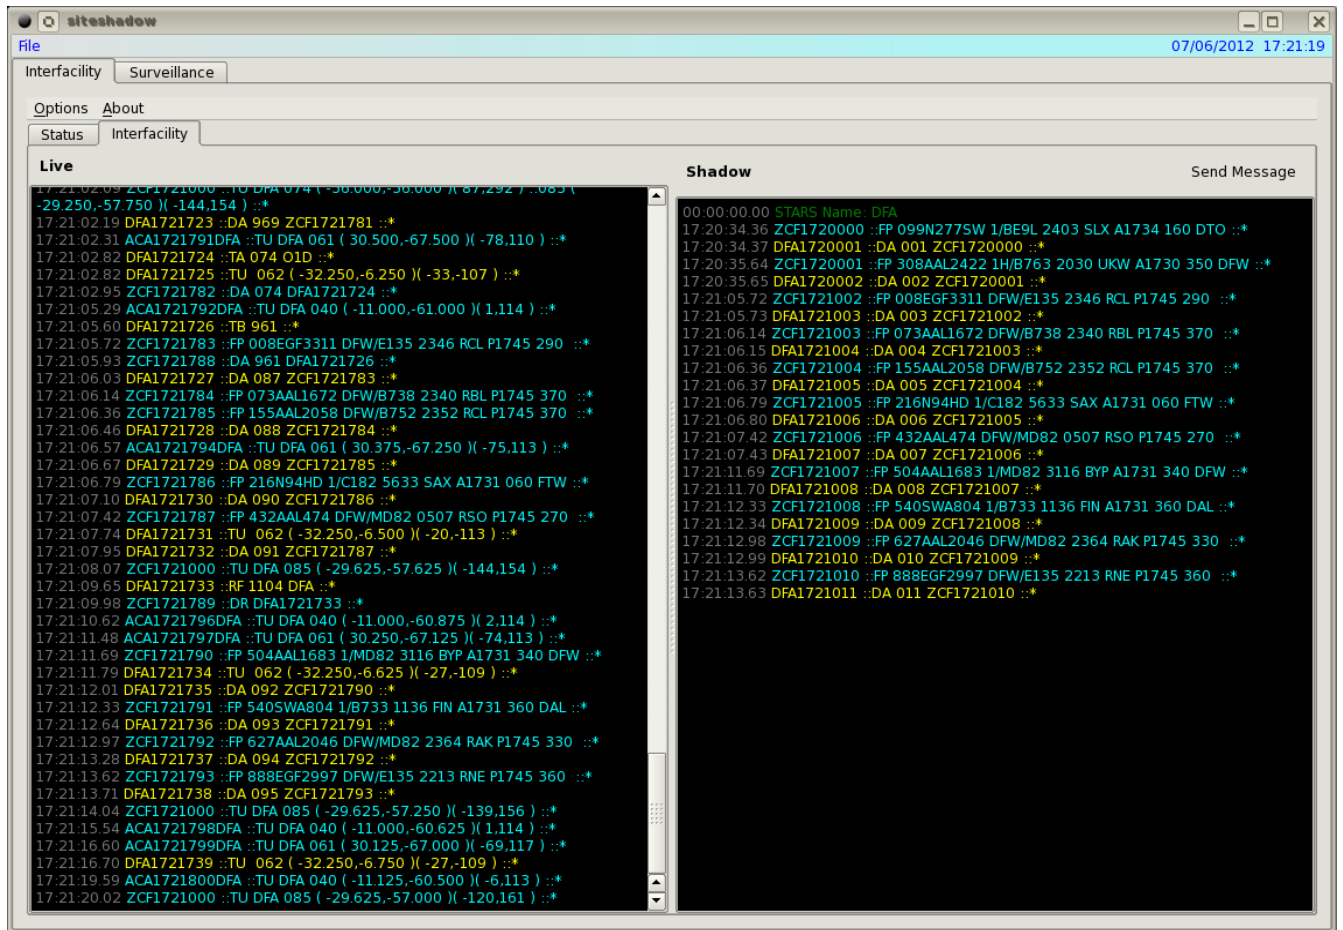 siteshadow
File
07/06/2012 17:21:19
Interfacility Surveillance
Options About
Status Interfacility
Live
17:21:02.09 ZCF1721000 ::TU DFA 074 ( -56.000,-56.000 )( 87,292 ) ::085 (
-29.250,-57.750 )( -144,154 ) ::*
17:21:02.19 DFA1721723 ::DA 969 ZCF1721781 ::*
17:21:02.31 ACA1721791DFA ::TU DFA 061 ( 30.500,-67.500 )( -78,110 ) ::*
17:21:02.82 DFA1721724 ::TA 074 O1D ::*
17:21:02.82 DFA1721725 ::TU  062 ( -32.250,-6.250 )( -33,-107 ) ::*
17:21:02.95 ZCF1721782 ::DA 074 DFA1721724 ::*
17:21:05.29 ACA1721792DFA ::TU DFA 040 ( -11.000,-61.000 )( 1,114 ) ::*
17:21:05.60 DFA1721726 ::TB 961 ::*
17:21:05.72 ZCF1721783 ::FP 008EGF3311 DFW/E135 2346 RCL P1745 290  ::*
17:21:05.93 ZCF1721788 ::DA 961 DFA1721726 ::*
17:21:06.03 DFA1721727 ::DA 087 ZCF1721783 ::*
17:21:06.14 ZCF1721784 ::FP 073AAL1672 DFW/B738 2340 RBL P1745 370  ::*
17:21:06.36 ZCF1721785 ::FP 155AAL2058 DFW/B752 2352 RCL P1745 370  ::*
17:21:06.46 DFA1721728 ::DA 088 ZCF1721784 ::*
17:21:06.57 ACA1721794DFA ::TU DFA 061 ( 30.375,-67.250 )( -75,113 ) ::*
17:21:06.67 DFA1721729 ::DA 089 ZCF1721785 ::*
17:21:06.79 ZCF1721786 ::FP 216N94HD 1/C182 5633 SAX A1731 060 FTW ::*
17:21:07.10 DFA1721730 ::DA 090 ZCF1721786 ::*
17:21:07.42 ZCF1721787 ::FP 432AAL474 DFW/MD82 0507 RSO P1745 270  ::*
17:21:07.74 DFA1721731 ::TU  062 ( -32.250,-6.500 )( -20,-113 ) ::*
17:21:07.95 DFA1721732 ::DA 091 ZCF1721787 ::*
17:21:08.07 ZCF1721000 ::TU DFA 085 ( -29.625,-57.625 )( -144,154 ) ::*
17:21:09.65 DFA1721733 ::RF 1104 DFA ::*
17:21:09.98 ZCF1721789 ::DR DFA1721733 ::*
17:21:10.62 ACA1721796DFA ::TU DFA 040 ( -11.000,-60.875 )( 2,114 ) ::*
17:21:11.48 ACA1721797DFA ::TU DFA 061 ( 30.250,-67.125 )( -74,113 ) ::*
17:21:11.69 ZCF1721790 ::FP 504AAL1683 1/MD82 3116 BYP A1731 340 DFW ::*
17:21:11.79 DFA1721734 ::TU  062 ( -32.250,-6.625 )( -27,-109 ) ::*
17:21:12.01 DFA1721735 ::DA 092 ZCF1721790 ::*
17:21:12.33 ZCF1721791 ::FP 540SWA804 1/B733 1136 FIN A1731 360 DAL ::*
17:21:12.64 DFA1721736 ::DA 093 ZCF1721791 ::*
17:21:12.97 ZCF1721792 ::FP 627AAL2046 DFW/MD82 2364 RAK P1745 330  ::*
17:21:13.28 DFA1721737 ::DA 094 ZCF1721792 ::*
17:21:13.62 ZCF1721793 ::FP 888EGF2997 DFW/E135 2213 RNE P1745 360  ::*
17:21:13.71 DFA1721738 ::DA 095 ZCF1721793 ::*
17:21:14.04 ZCF1721000 ::TU DFA 085 ( -29.625,-57.250 )( -139,156 ) ::*
17:21:15.54 ACA1721798DFA ::TU DFA 040 ( -11.000,-60.625 )( 1,114 ) ::*
17:21:16.60 ACA1721799DFA ::TU DFA 061 ( 30.125,-67.000 )( -69,117 ) ::*
17:21:16.70 DFA1721739 ::TU  062 ( -32.250,-6.750 )( -27,-109 ) ::*
17:21:19.59 ACA1721800DFA ::TU DFA 040 ( -11.125,-60.500 )( -6,113 ) ::*
17:21:20.02 ZCF1721000 ::TU DFA 085 ( -29.625,-57.000 )( -120,161 ) ::*
Shadow
Send Message
00:00:00.00 STARS Name: DFA
17:20:34.36 ZCF1720000 ::FP 099N277SW 1/BE9L 2403 SLX A1734 160 DTO ::*
17:20:34.37 DFA1720001 ::DA 001 ZCF1720000 ::*
17:20:35.64 ZCF1720001 ::FP 308AAL2422 1H/B763 2030 UKW A1730 350 DFW ::*
17:20:35.65 DFA1720002 ::DA 002 ZCF1720001 ::*
17:21:05.72 ZCF1721002 ::FP 008EGF3311 DFW/E135 2346 RCL P1745 290  ::*
17:21:05.73 DFA1721003 ::DA 003 ZCF1721002 ::*
17:21:06.14 ZCF1721003 ::FP 073AAL1672 DFW/B738 2340 RBL P1745 370  ::*
17:21:06.15 DFA1721004 ::DA 004 ZCF1721003 ::*
17:21:06.36 ZCF1721004 ::FP 155AAL2058 DFW/B752 2352 RCL P1745 370  ::*
17:21:06.37 DFA1721005 ::DA 005 ZCF1721004 ::*
17:21:06.79 ZCF1721005 ::FP 216N94HD 1/C182 5633 SAX A1731 060 FTW ::*
17:21:06.80 DFA1721006 ::DA 006 ZCF1721005 ::*
17:21:07.42 ZCF1721006 ::FP 432AAL474 DFW/MD82 0507 RSO P1745 270  ::*
17:21:07.43 DFA1721007 ::DA 007 ZCF1721006 ::*
17:21:11.69 ZCF1721007 ::FP 504AAL1683 1/MD82 3116 BYP A1731 340 DFW ::*
17:21:11.70 DFA1721008 ::DA 008 ZCF1721007 ::*
17:21:12.33 ZCF1721008 ::FP 540SWA804 1/B733 1136 FIN A1731 360 DAL ::*
17:21:12.34 DFA1721009 ::DA 009 ZCF1721008 ::*
17:21:12.98 ZCF1721009 ::FP 627AAL2046 DFW/MD82 2364 RAK P1745 330  ::*
17:21:12.99 DFA1721010 ::DA 010 ZCF1721009 ::*
17:21:13.62 ZCF1721010 ::FP 888EGF2997 DFW/E135 2213 RNE P1745 360  ::*
17:21:13.63 DFA1721011 ::DA 011 ZCF1721010 ::*